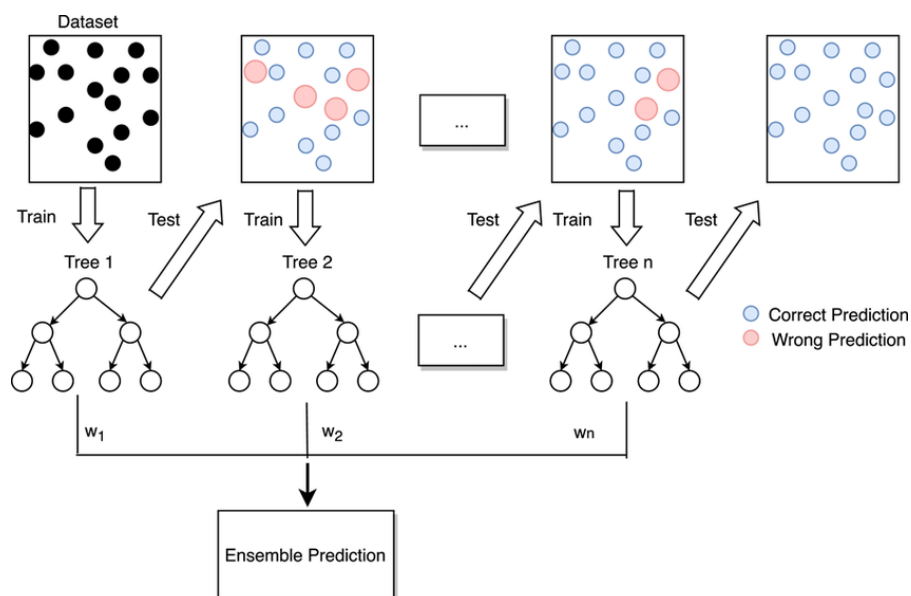 Dataset
...
Train
Test
Train
Test
Train
Test
Tree 1
Tree 2
Tree n
Correct Prediction
Wrong Prediction
...
w1
w2
wn
Ensemble Prediction